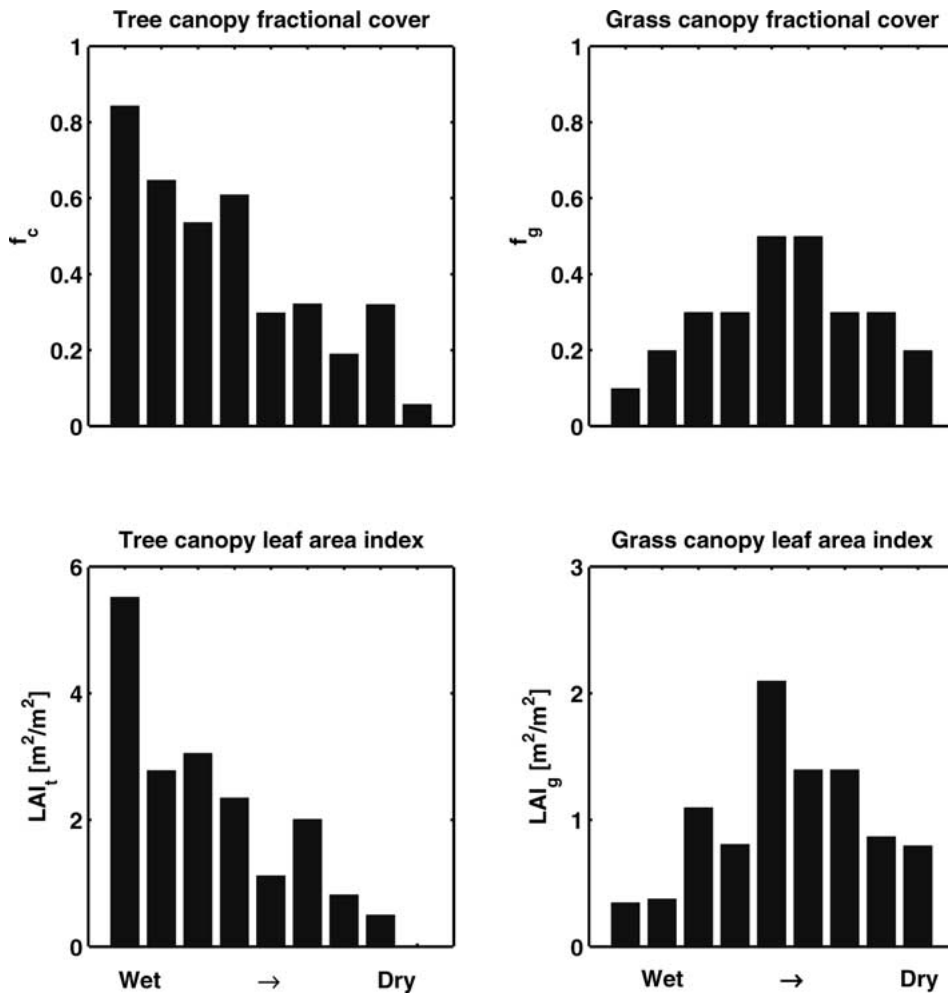 Tree canopy fractional cover
1
0.8
0.6
0.4
0.2
0
f_c
Grass canopy fractional cover
1
0.8
0.6
0.4
0.2
0
f_g
Tree canopy leaf area index
6
4
2
0
LAI_t [m²/m²]
Wet → Dry
Grass canopy leaf area index
3
2
1
0
LAI_g [m²/m²]
Wet → Dry